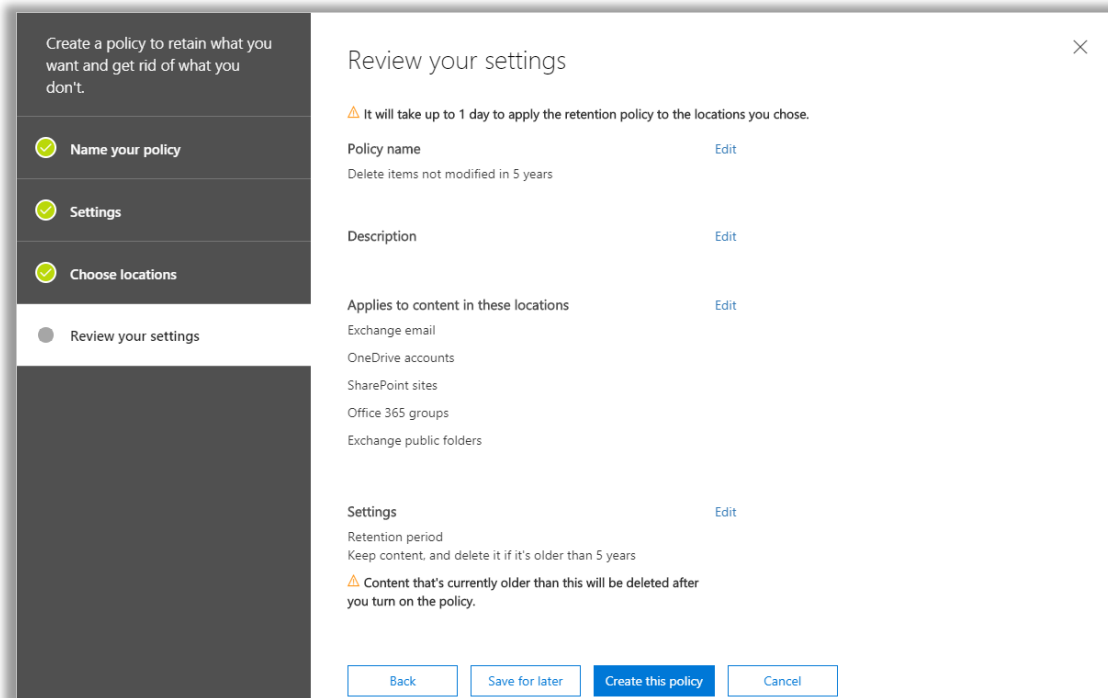 Create a policy to retain what you
want and get rid of what you
don't.
Name your policy
Settings
Choose locations
Review your settings
Review your settings
It will take up to 1 day to apply the retention policy to the locations you chose.
Policy name Edit
Delete items not modified in 5 years
Description Edit
Applies to content in these locations Edit
Exchange email
OneDrive accounts
SharePoint sites
Office 365 groups
Exchange public folders
Settings Edit
Retention period
Keep content, and delete it if it's older than 5 years
Content that's currently older than this will be deleted after
you turn on the policy.
Back Save for later Create this policy Cancel